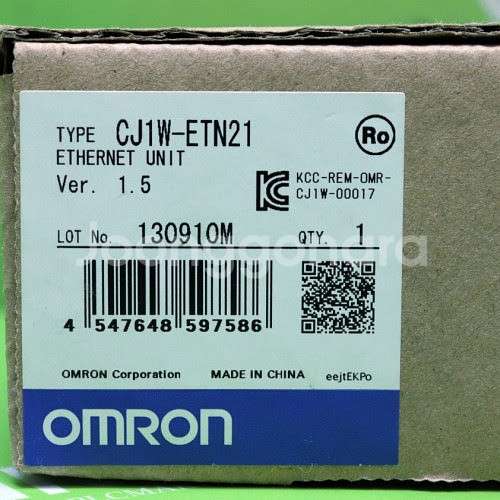 TYPE CJ1W-ETN21
ETHERNET UNIT
Ver. 1.5
Ro
KCC-REM-OMR-
CJ1W-00017
LOT No. 130910M QTY. 1
Joonggonara
4 547648 597586
OMRON Corporation MADE IN CHINA eejtEKPo
OMRON